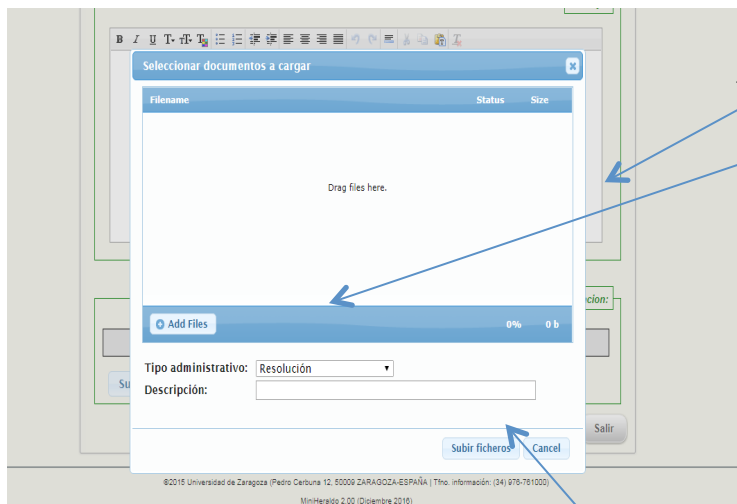 B I U T
Seleccionar documentos a cargar
Filename Status Size
Drag files here.
cion:
Add Files 0% 0 b
Tipo administrativo: Resolución
Su
Descripción:
Salir
Subir ficheros Cancel
©2015 Universidad de Zaragoza (Pedro Cerbuna 12, 50009 ZARAGOZA-ESPAÑA | Tfno. información: (34) 976-761000)
MiniHeraldo 2.00 (Diciembre 2016)